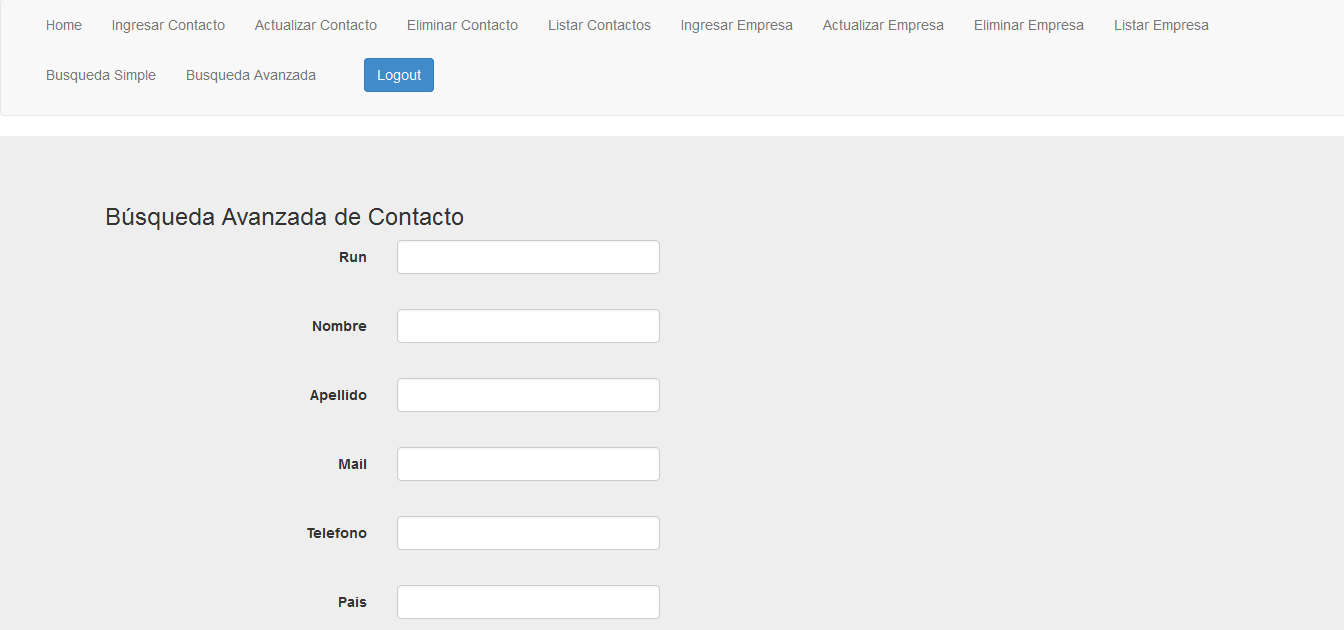 Home Ingresar Contacto Actualizar Contacto Eliminar Contacto Listar Contactos Ingresar Empresa Actualizar Empresa Eliminar Empresa Listar Empresa
Busqueda Simple Busqueda Avanzada Logout
Búsqueda Avanzada de Contacto
Run
Nombre
Apellido
Mail
Telefono
Pais